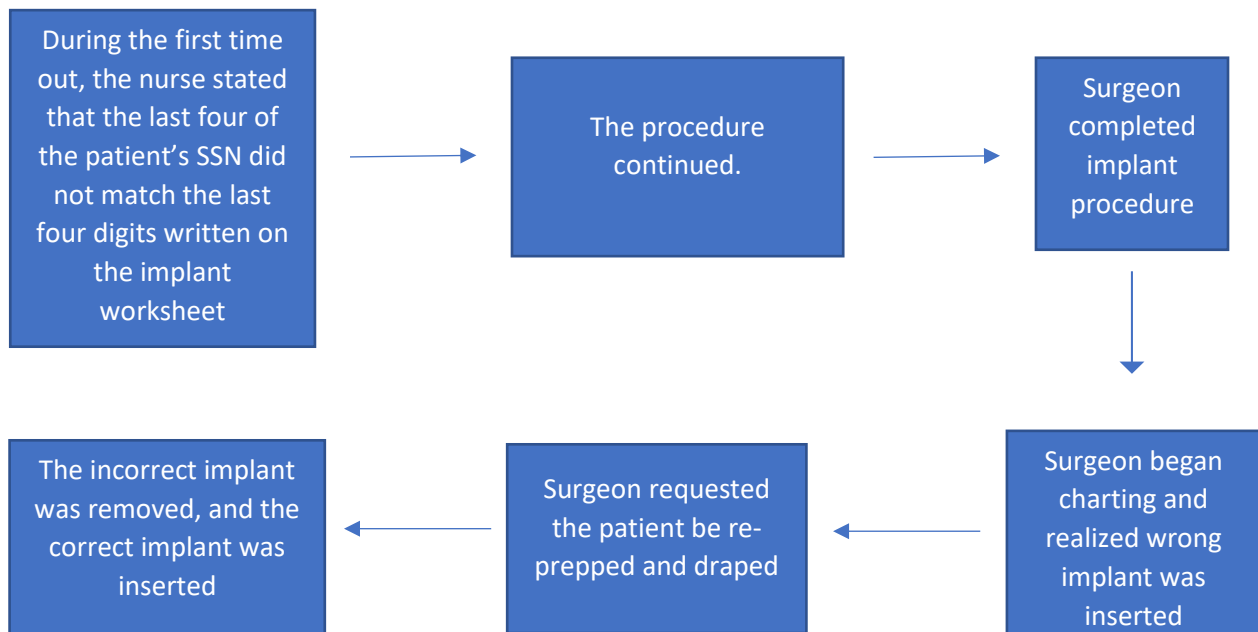 During the first time
out, the nurse stated
that the last four of
the patient’s SSN did
not match the last
four digits written on
the implant
worksheet
The procedure
continued.
Surgeon
completed
implant
procedure
Surgeon began
charting and
realized wrong
implant was
inserted
Surgeon requested
the patient be re-
prepped and draped
The incorrect implant
was removed, and the
correct implant was
inserted